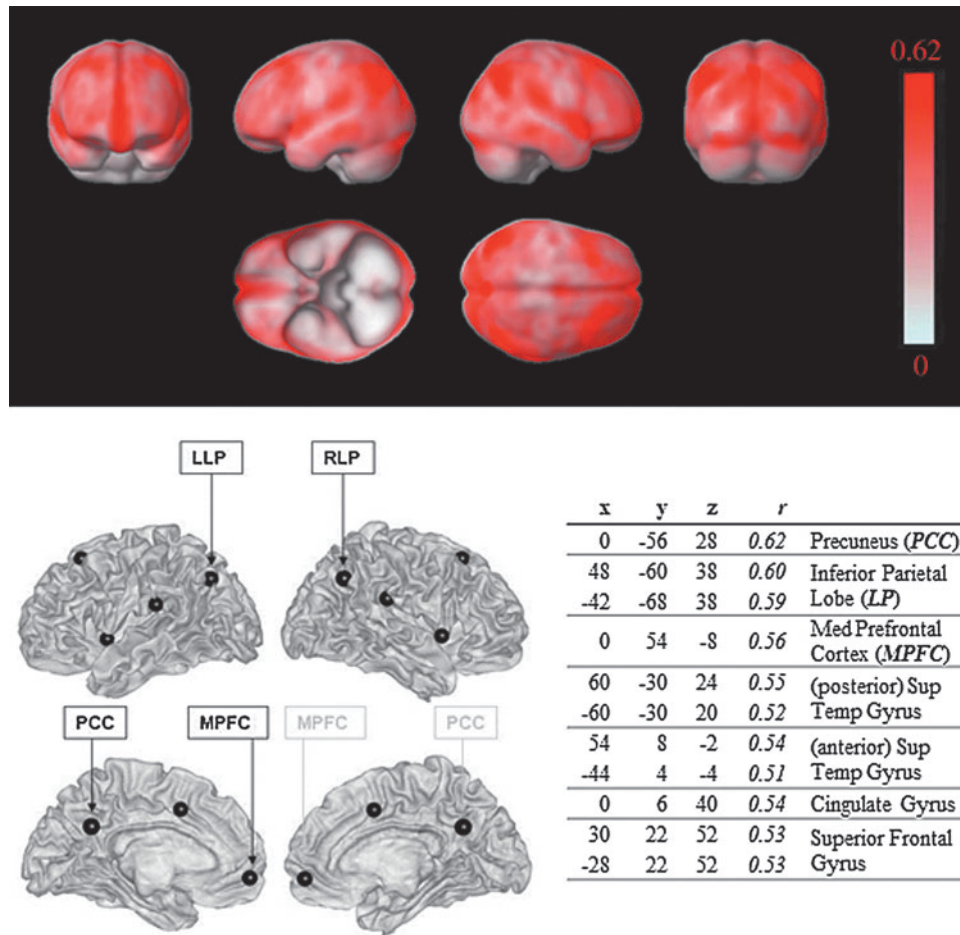 0.62
0
LLP
RLP
PCC
MPFC
MPFC
PCC
x y z r
0 -56 28 0.62 Precuneus (PCC)
48 -60 38 0.60 Inferior Parietal
-42 -68 38 0.59 Lobe (LP)
0 54 -8 0.56 Med Prefrontal
Cortex (MPFC)
60 -30 24 0.55 (posterior) Sup
-60 -30 20 0.52 Temp Gyrus
54 8 -2 0.54 (anterior) Sup
-44 4 -4 0.51 Temp Gyrus
0 6 40 0.54 Cingulate Gyrus
30 22 52 0.53 Superior Frontal
-28 22 52 0.53 Gyrus